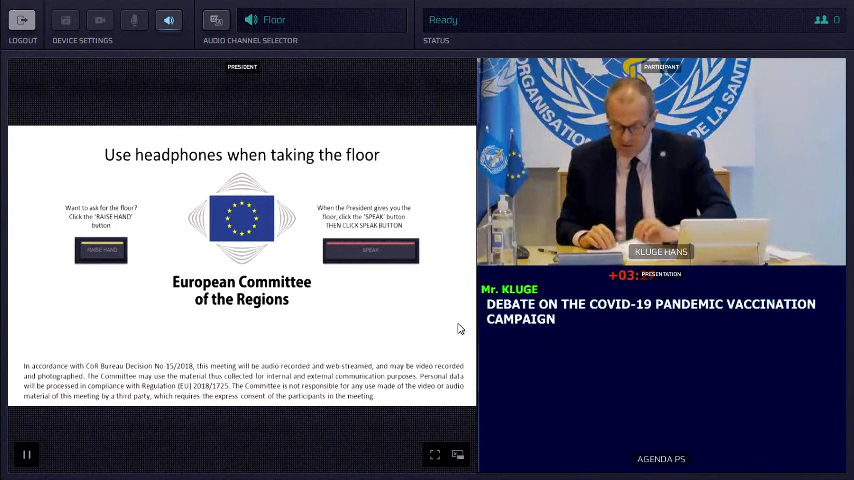 Floor
Ready
0
LOGOUT
DEVICE SETTINGS
AUDIO CHANNEL SELECTOR
STATUS
PRESIDENT
Use headphones when taking the floor
Want to ask for the floor?
Click the 'RAISE HAND'
button
RAISE HAND
When the President gives you the
floor, click the 'SPEAK' button
THEN CLICK SPEAK BUTTON
SPEAK
European Committee
of the Regions
In accordance with CoR Bureau Decision No 15/2018, this meeting will be audio-recorded and web-streamed, and may be video recorded
and photographed. The Committee may use the material thus collected for internal and external communication purposes. Personal data
will be processed in compliance with Regulation (EU) 2018/1725. The Committee is not responsible for any use made of the video or audio
material of this meeting by a third party, which requires the express consent of the participants in the meeting.
PARTICIPANT
ORGANISATION
DE LA SANTÉ
KLUGE HANS
PRESENTATION
Mr. KLUGE
DEBATE ON THE COVID-19 PANDEMIC VACCINATION
CAMPAIGN
AGENDA PS